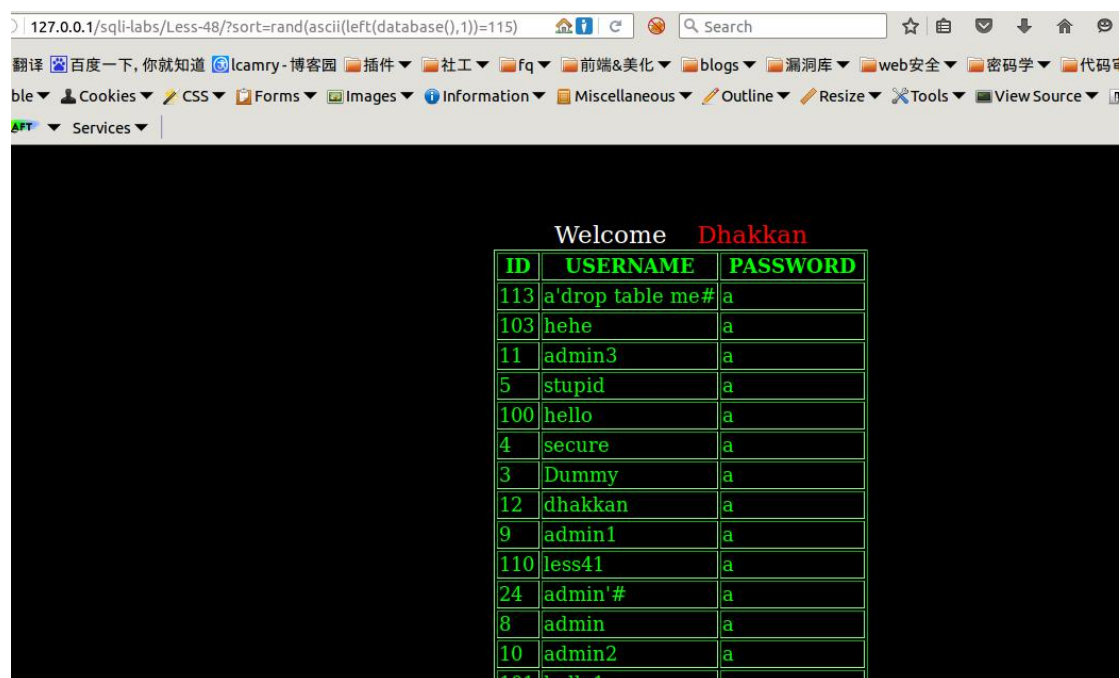 127.0.0.1/sqli-labs/Less-48/?sort=rand(ascii(left(database(),1))=115) Search
翻译 百度一下,你就知道 lcamry-博客园 插件 社工 fq 前端&美化 blogs 漏洞库 web安全 密码学
ble Cookies CSS Forms Images Information Miscellaneous Outline Resize Tools View Source
Services
Welcome Dhakkan
ID USERNAME PASSWORD
113 a'drop table me# a
103 hehe a
11 admin3 a
5 stupid a
100 hello a
4 secure a
3 Dummy a
12 dhakkan a
9 admin1 a
110 less41 a
24 admin'# a
8 admin a
10 admin2 a